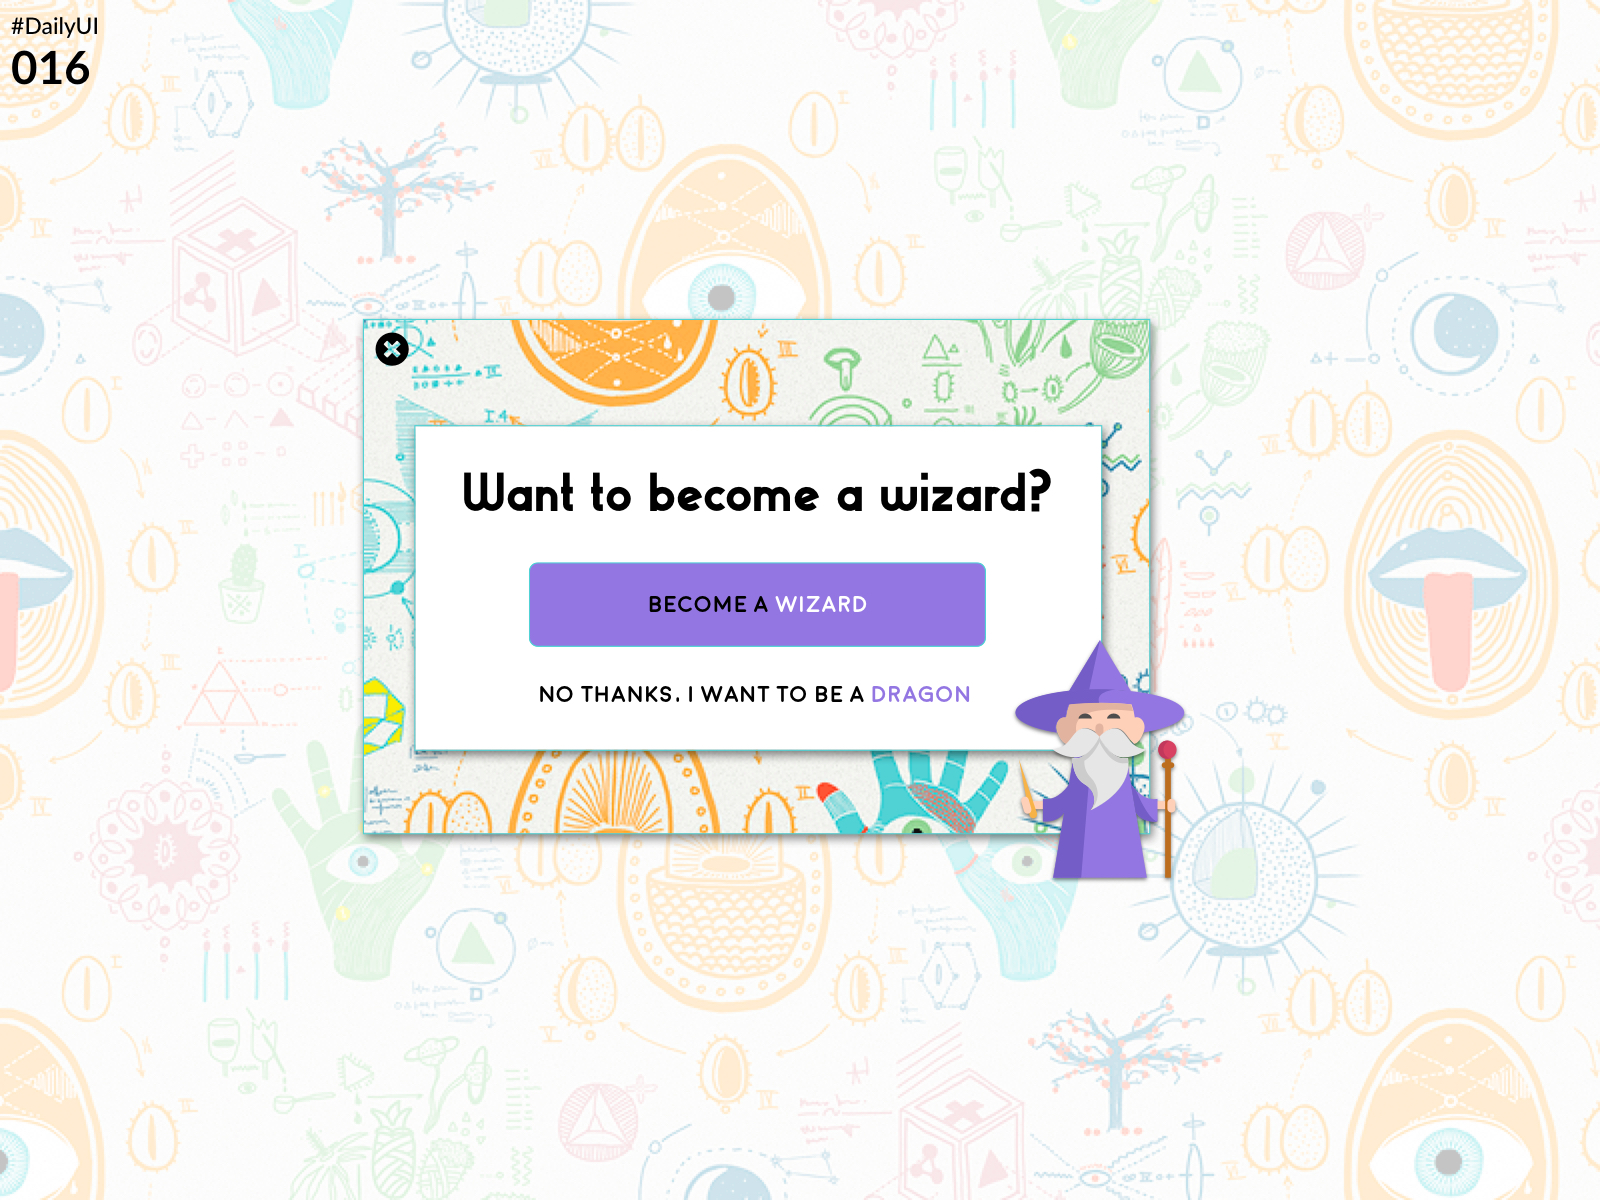 #DailyUI
016
Want to become a wizard?
BECOME A WIZARD
NO THANKS. I WANT TO BE A DRAGON